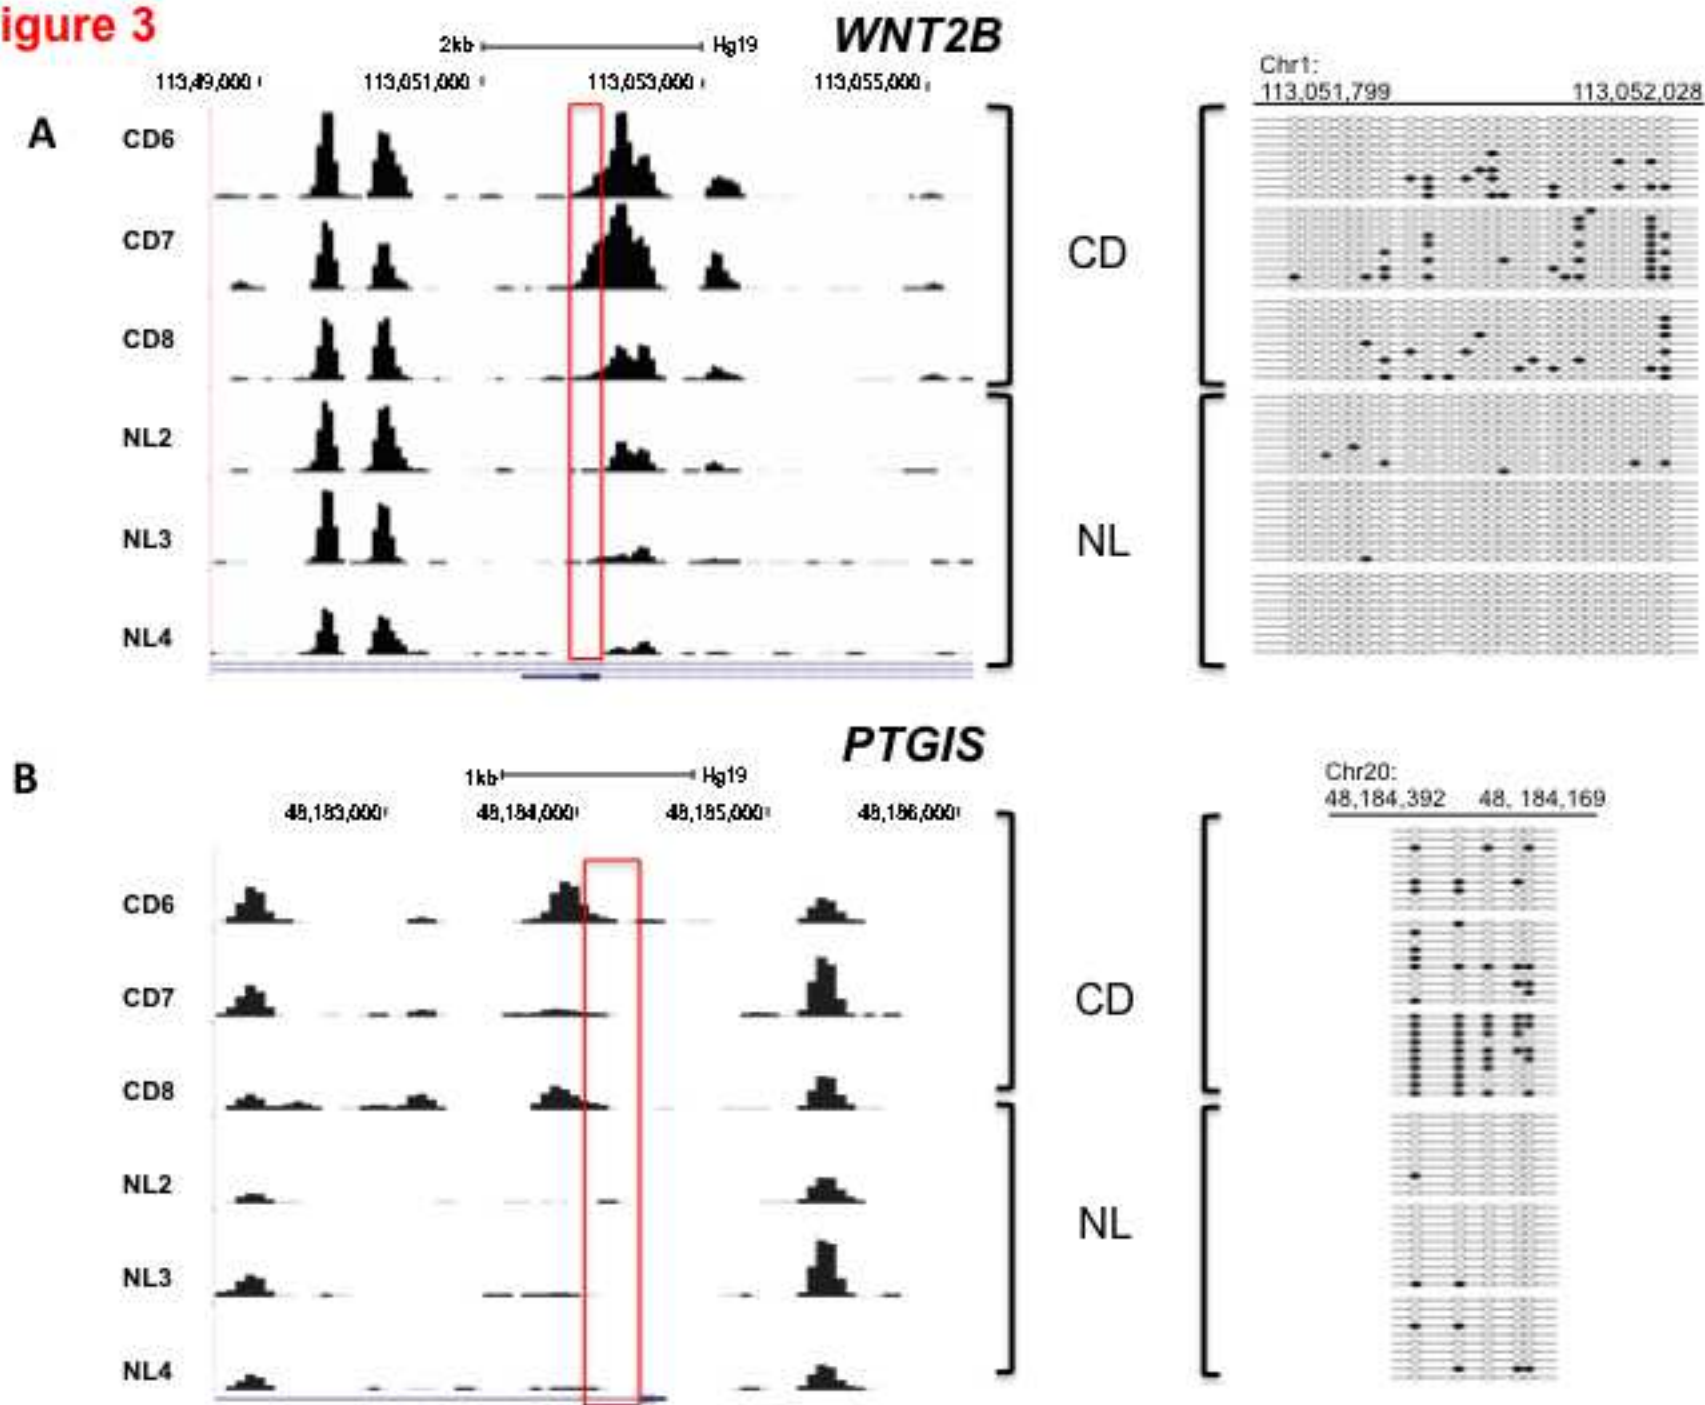 igure 3
WNT2B
2kb Hg19
113,49,000 113,051,000 113,053,000 113,055,000
Chr1:
113,051,799 113,052,028
A
CD6
CD7
CD8
NL2
NL3
NL4
CD
NL
PTGIS
B
1kb Hg19
48,183,000 48,184,000 48,185,000 48,186,000
Chr20:
48,184,392 48, 184,169
CD6
CD7
CD8
NL2
NL3
NL4
CD
NL